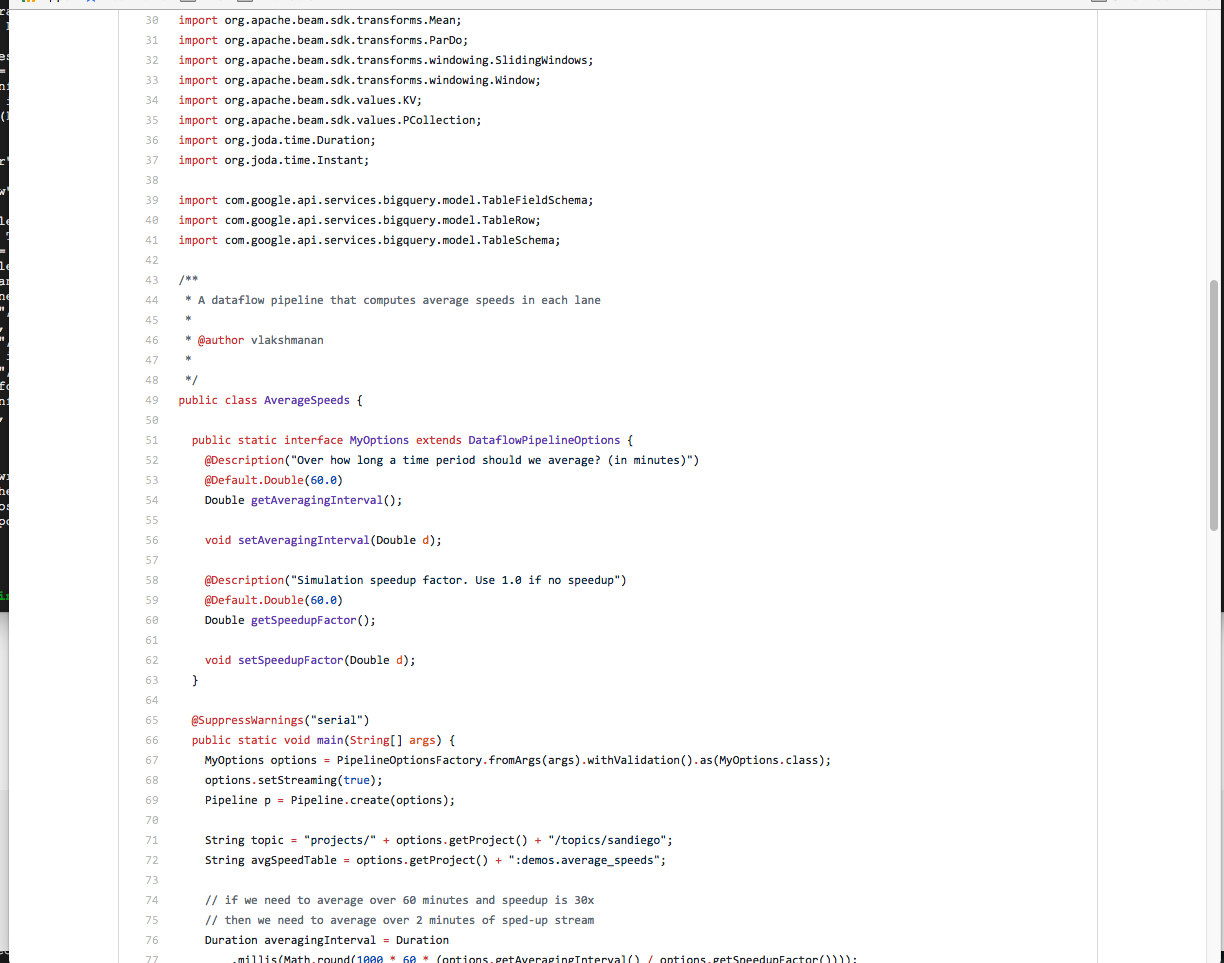 30 import org.apache.beam.sdk.transforms.Mean;
31 import org.apache.beam.sdk.transforms.ParDo;
32 import org.apache.beam.sdk.transforms.windowing.SlidingWindows;
33 import org.apache.beam.sdk.transforms.windowing.Window;
34 import org.apache.beam.sdk.values.KV;
35 import org.apache.beam.sdk.values.PCollection;
36 import org.joda.time.Duration;
37 import org.joda.time.Instant;
38
39 import com.google.api.services.bigquery.model.TableFieldSchema;
40 import com.google.api.services.bigquery.model.TableRow;
41 import com.google.api.services.bigquery.model.TableSchema;
42
43 /**
44  * A dataflow pipeline that computes average speeds in each lane
45  *
46  * @author vlakshmanan
47  *
48  */
49 public class AverageSpeeds {
50
51   public static interface MyOptions extends DataflowPipelineOptions {
52     @Description("Over how long a time period should we average? (in minutes)")
53     @Default.Double(60.0)
54     Double getAveragingInterval();
55
56     void setAveragingInterval(Double d);
57
58     @Description("Simulation speedup factor. Use 1.0 if no speedup")
59     @Default.Double(60.0)
60     Double getSpeedupFactor();
61
62     void setSpeedupFactor(Double d);
63   }
64
65   @SuppressWarnings("serial")
66   public static void main(String[] args) {
67     MyOptions options = PipelineOptionsFactory.fromArgs(args).withValidation().as(MyOptions.class);
68     options.setStreaming(true);
69     Pipeline p = Pipeline.create(options);
70
71     String topic = "projects/" + options.getProject() + "/topics/sandiego";
72     String avgSpeedTable = options.getProject() + ":demos.average_speeds";
73
74     // if we need to average over 60 minutes and speedup is 30x
75     // then we need to average over 2 minutes of sped-up stream
76     Duration averagingInterval = Duration
77         .millis(Math.round(1000 * 60 * (options.getAveragingInterval() / options.getSpeedupFactor())));